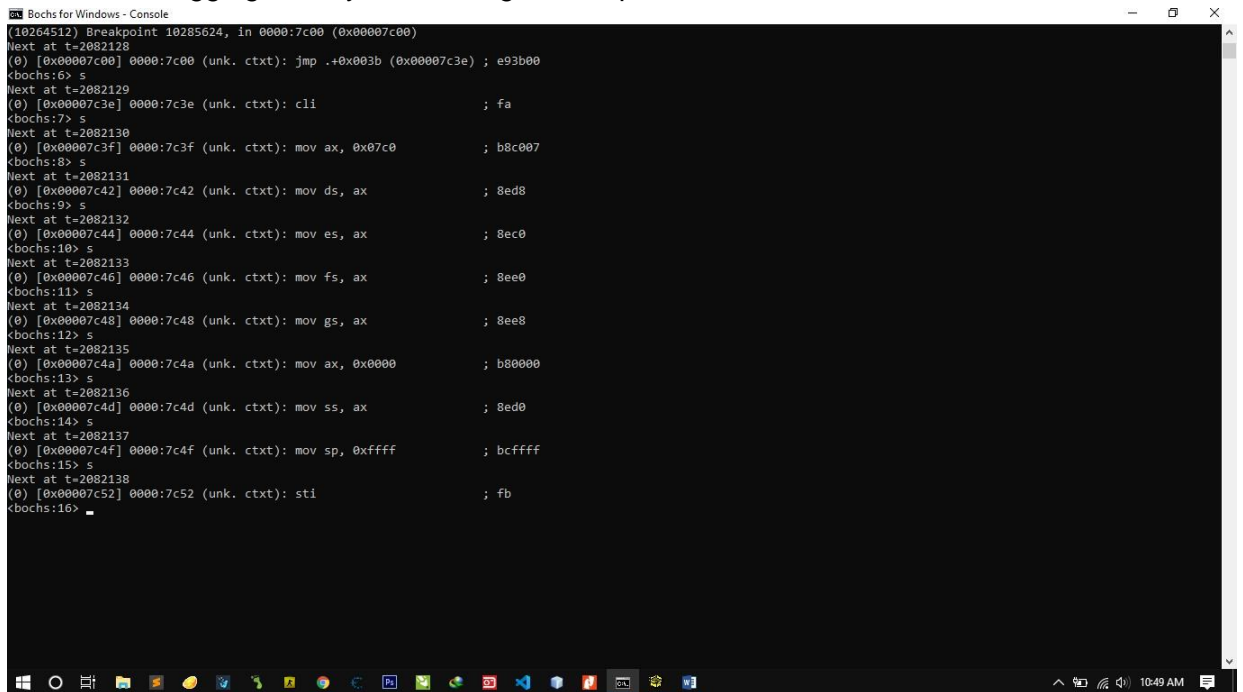 Bochs for Windows - Console
(10264512) Breakpoint 10285624, in 0000:7c00 (0x00007c00)
Next at t=2082128
(0) [0x00007c00] 0000:7c00 (unk. ctxt): jmp .+0x003b (0x00007c3e) ; e93b00
<bochs:6> s
Next at t=2082129
(0) [0x00007c3e] 0000:7c3e (unk. ctxt): cli ; fa
<bochs:7> s
Next at t=2082130
(0) [0x00007c3f] 0000:7c3f (unk. ctxt): mov ax, 0x07c0 ; b8c007
<bochs:8> s
Next at t=2082131
(0) [0x00007c42] 0000:7c42 (unk. ctxt): mov ds, ax ; 8ed8
<bochs:9> s
Next at t=2082132
(0) [0x00007c44] 0000:7c44 (unk. ctxt): mov es, ax ; 8ec0
<bochs:10> s
Next at t=2082133
(0) [0x00007c46] 0000:7c46 (unk. ctxt): mov fs, ax ; 8ee0
<bochs:11> s
Next at t=2082134
(0) [0x00007c48] 0000:7c48 (unk. ctxt): mov gs, ax ; 8ee8
<bochs:12> s
Next at t=2082135
(0) [0x00007c4a] 0000:7c4a (unk. ctxt): mov ax, 0x0000 ; b80000
<bochs:13> s
Next at t=2082136
(0) [0x00007c4d] 0000:7c4d (unk. ctxt): mov ss, ax ; 8ed0
<bochs:14> s
Next at t=2082137
(0) [0x00007c4f] 0000:7c4f (unk. ctxt): mov sp, 0xffff ; bcffff
<bochs:15> s
Next at t=2082138
(0) [0x00007c52] 0000:7c52 (unk. ctxt): sti ; fb
<bochs:16>
10:49 AM